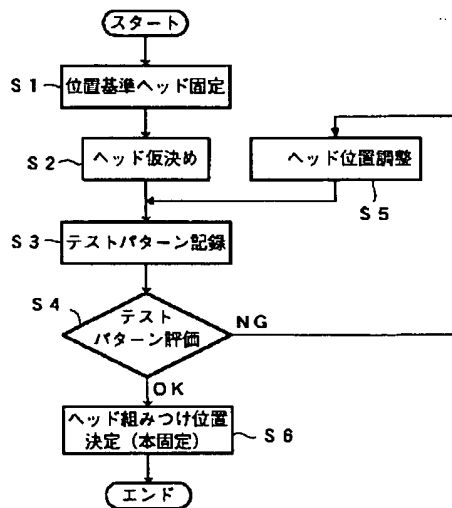 スタート
S1
位置基準ヘッド固定
S2
ヘッド仮決め
ヘッド位置調整
S5
S3
テストパターン記録
S4
テスト
パターン評価
NG
OK
ヘッド組みつけ位置
決定（本固定）
S6
エンド